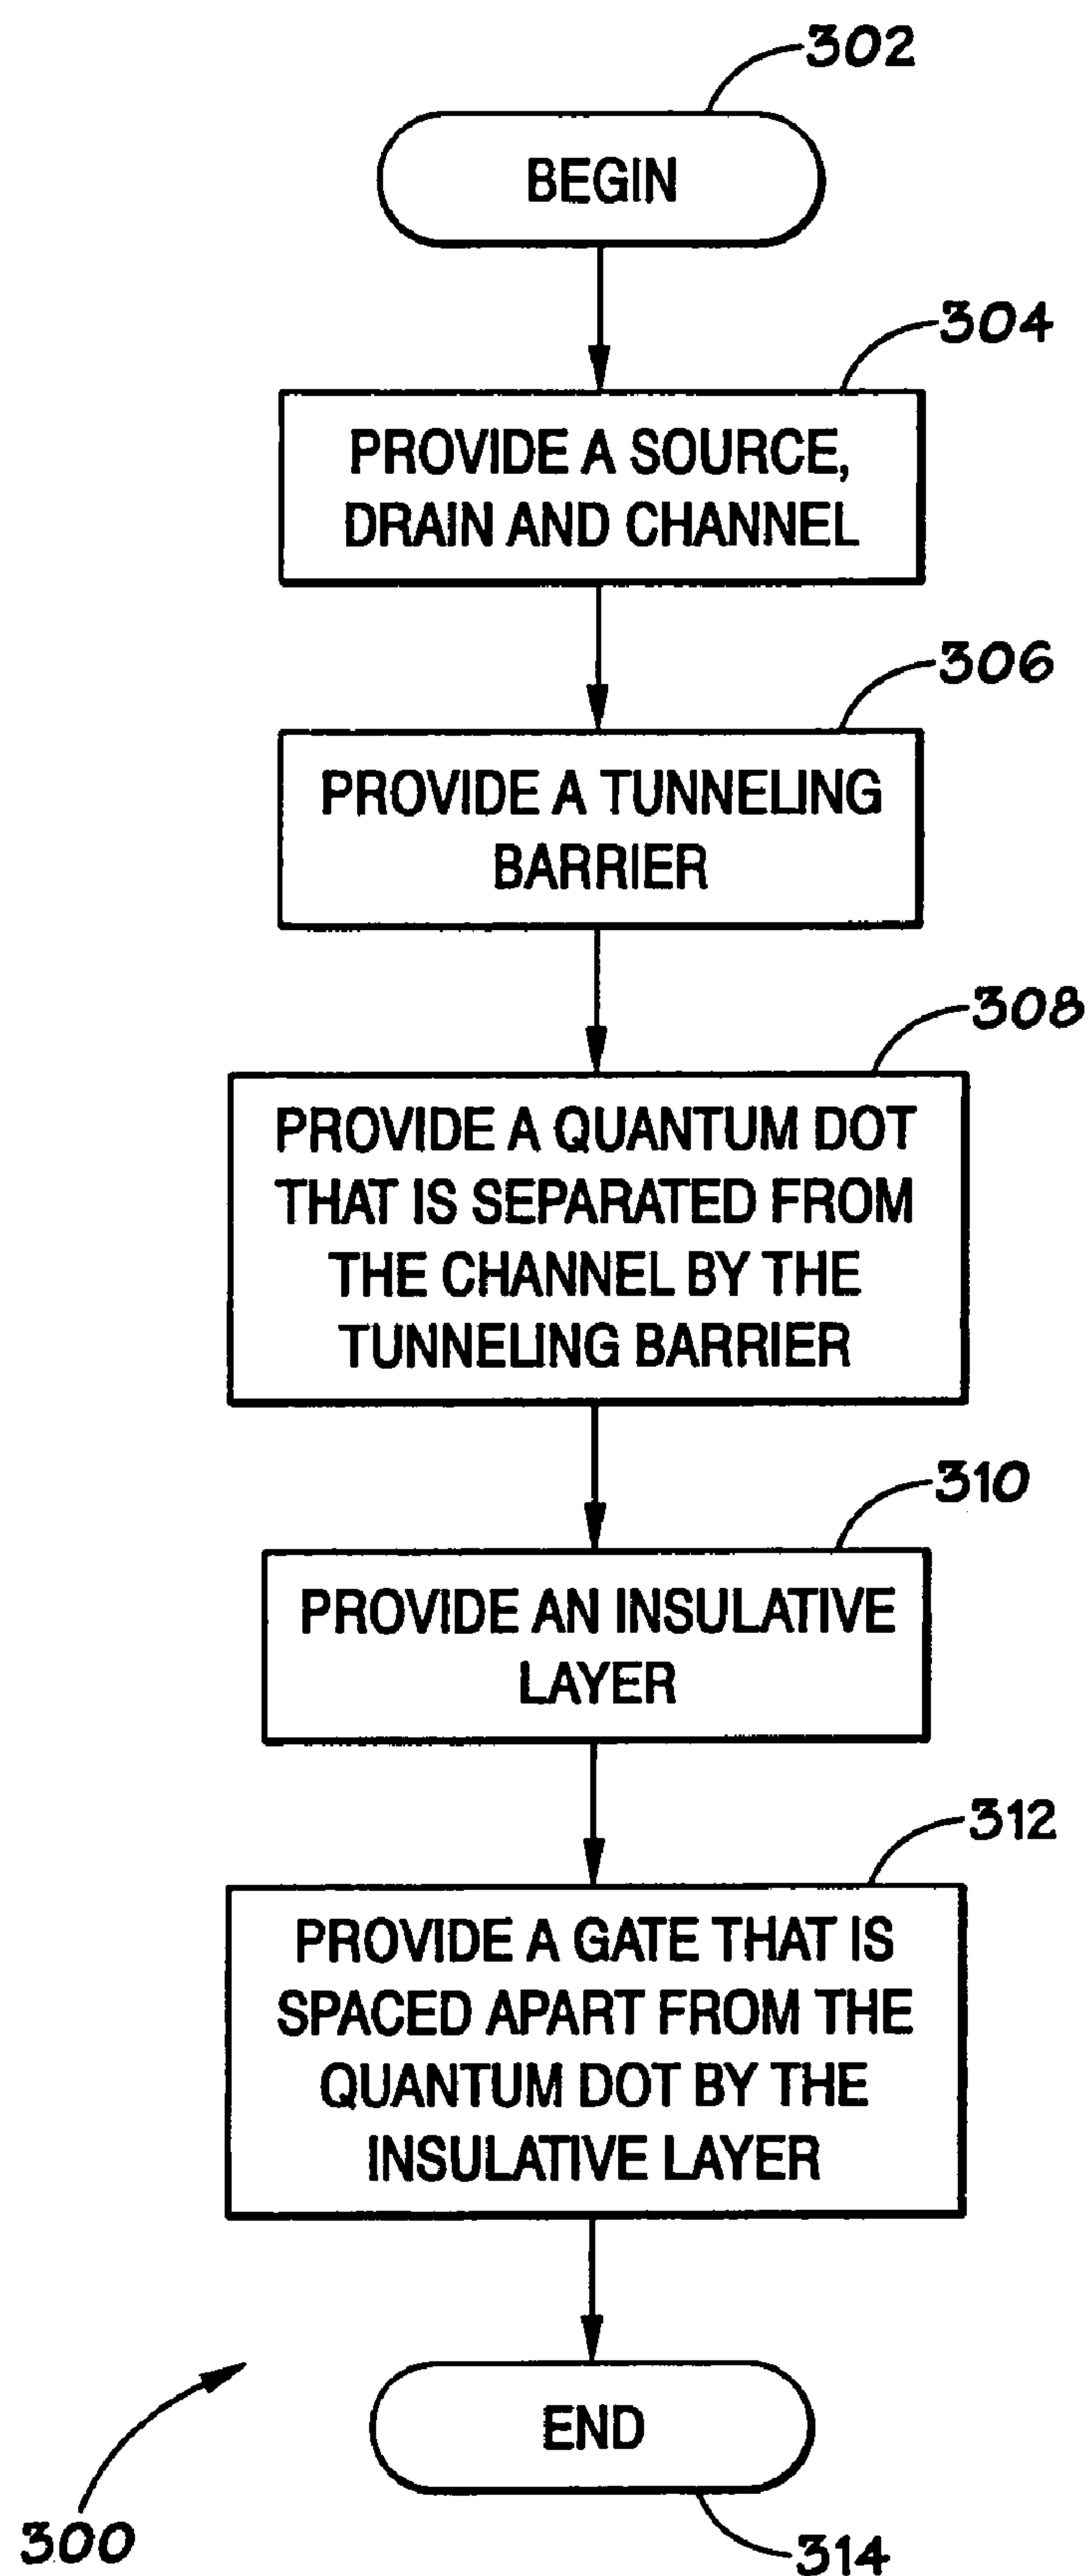 302
BEGIN
304
PROVIDE A SOURCE,
DRAIN AND CHANNEL
306
PROVIDE A TUNNELING
BARRIER
308
PROVIDE A QUANTUM DOT
THAT IS SEPARATED FROM
THE CHANNEL BY THE
TUNNELING BARRIER
310
PROVIDE AN INSULATIVE
LAYER
312
PROVIDE A GATE THAT IS
SPACED APART FROM THE
QUANTUM DOT BY THE
INSULATIVE LAYER
END
300
314